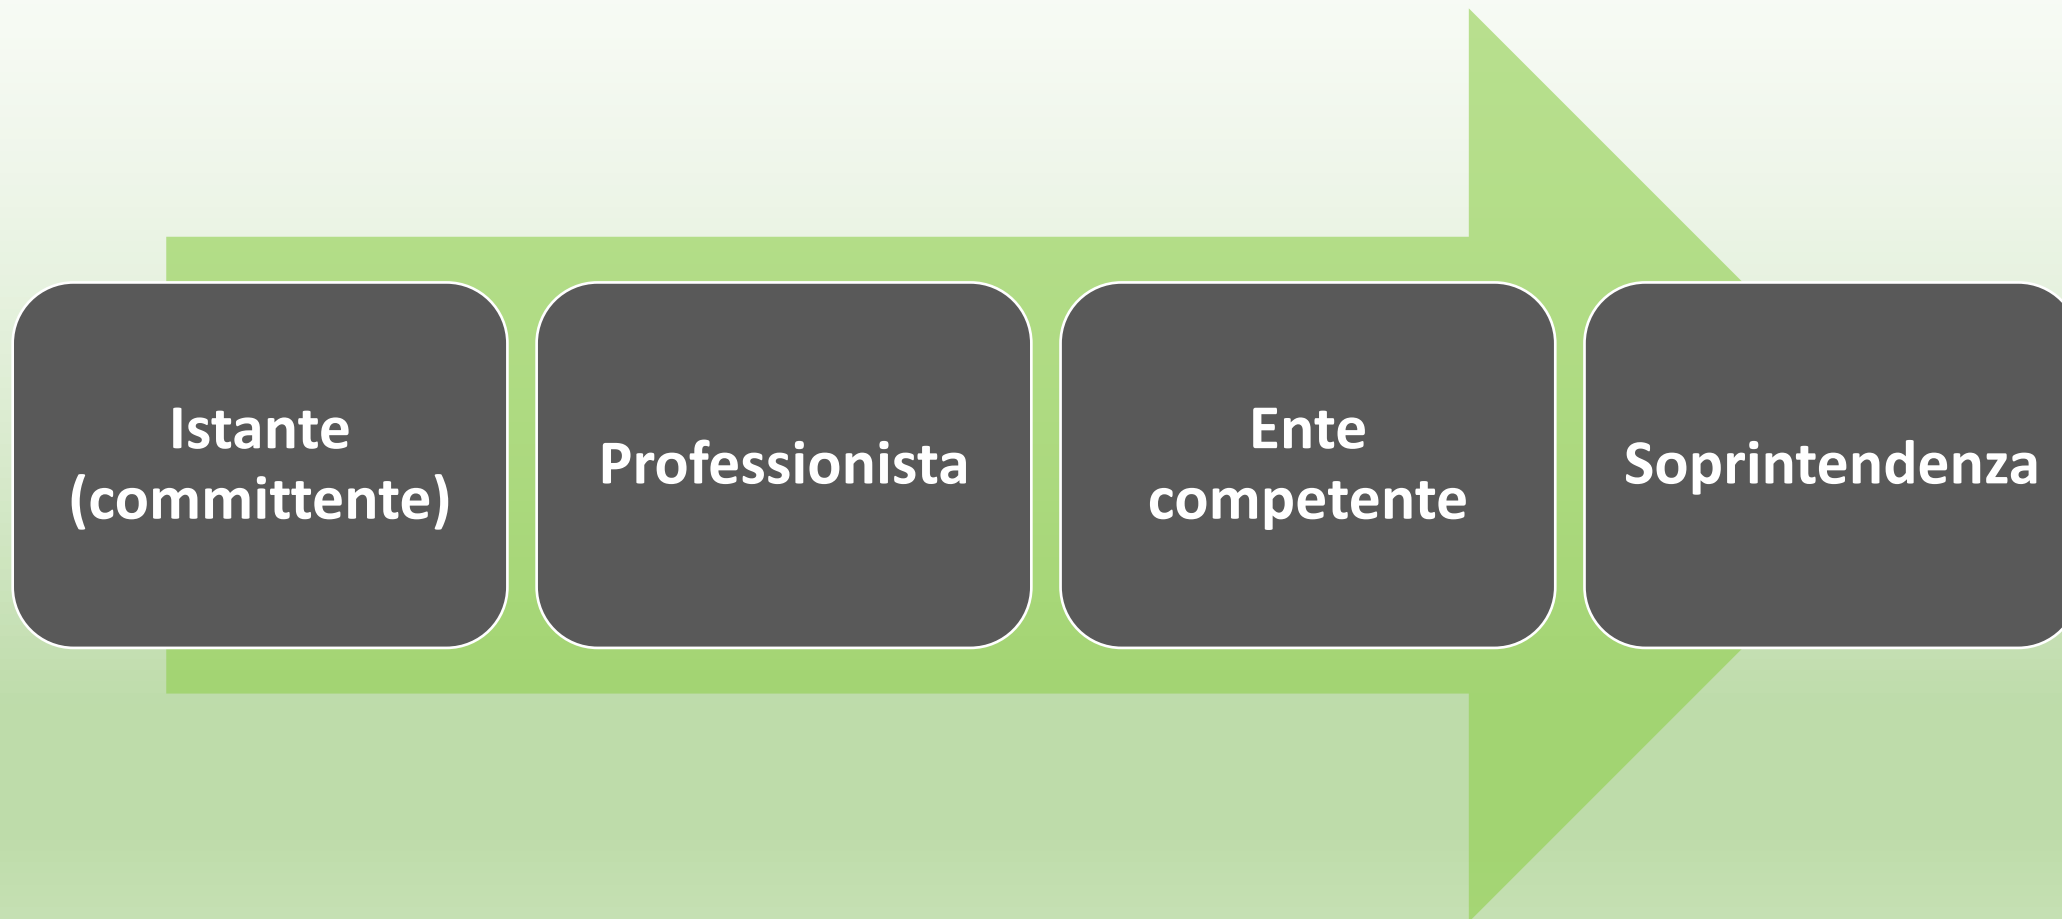 Istante
(committente)
Professionista
Ente
competente
Soprintendenza